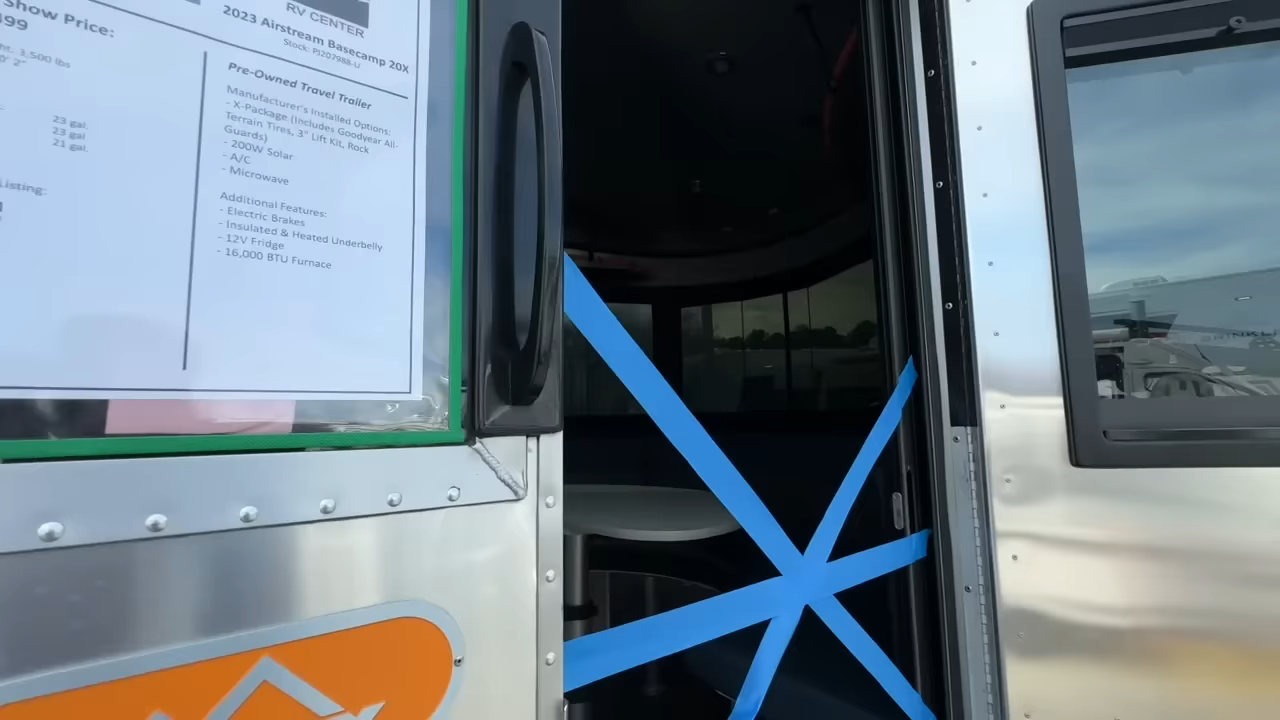 RV CENTER
2023 Airstream Basecamp 20X
Stock: PJ207988-U
Show Price:
499
3,500 lbs
23 gal.
23 gal
21 gal.
Listing:
Pre-Owned Travel Trailer
Manufacturer's Installed Options:
- X-Package (Includes Goodyear All-
Terrain Tires, 3" Lift Kit, Rock
Guards)
- 200W Solar
- A/C
- Microwave
Additional Features:
- Electric Brakes
- Insulated & Heated Underbelly
- 12V Fridge
- 16,000 BTU Furnace